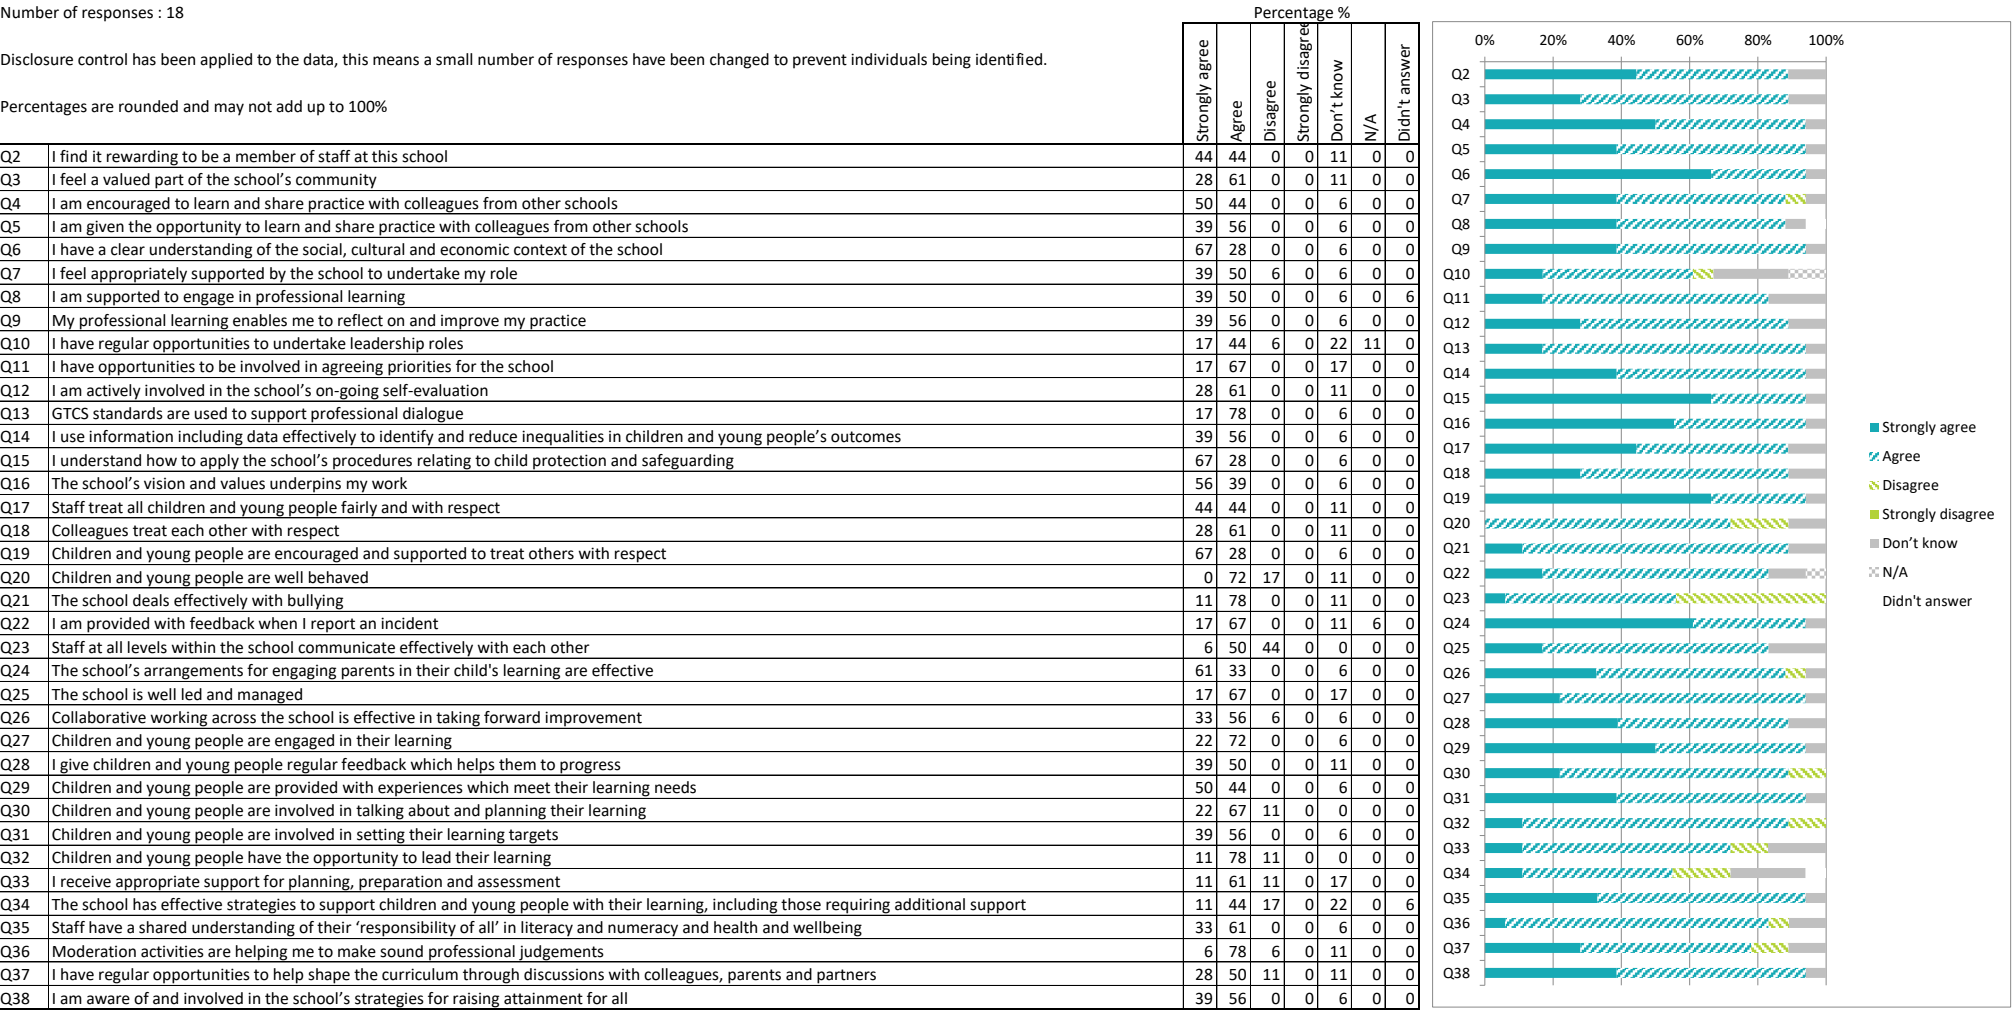 Number of responses : 18
Percentage %
Disclosure control has been applied to the data, this means a small number of responses have been changed to prevent individuals being identified.
Percentages are rounded and may not add up to 100%
Strongly agree
Agree
Disagree
Strongly disagree
Don't know
N/A
Didn't answer
Q2 I find it rewarding to be a member of staff at this school 44 44 0 0 11 0 0
Q3 I feel a valued part of the school’s community 28 61 0 0 11 0 0
Q4 I am encouraged to learn and share practice with colleagues from other schools 50 44 0 0 6 0 0
Q5 I am given the opportunity to learn and share practice with colleagues from other schools 39 56 0 0 6 0 0
Q6 I have a clear understanding of the social, cultural and economic context of the school 67 28 0 0 6 0 0
Q7 I feel appropriately supported by the school to undertake my role 39 50 6 0 6 0 0
Q8 I am supported to engage in professional learning 39 50 0 0 6 0 6
Q9 My professional learning enables me to reflect on and improve my practice 39 56 0 0 6 0 0
Q10 I have regular opportunities to undertake leadership roles 17 44 6 0 22 11 0
Q11 I have opportunities to be involved in agreeing priorities for the school 17 67 0 0 17 0 0
Q12 I am actively involved in the school’s on-going self-evaluation 28 61 0 0 11 0 0
Q13 GTCS standards are used to support professional dialogue 17 78 0 0 6 0 0
Q14 I use information including data effectively to identify and reduce inequalities in children and young people’s outcomes 39 56 0 0 6 0 0
Q15 I understand how to apply the school’s procedures relating to child protection and safeguarding 67 28 0 0 6 0 0
Q16 The school’s vision and values underpins my work 56 39 0 0 6 0 0
Q17 Staff treat all children and young people fairly and with respect 44 44 0 0 11 0 0
Q18 Colleagues treat each other with respect 28 61 0 0 11 0 0
Q19 Children and young people are encouraged and supported to treat others with respect 67 28 0 0 6 0 0
Q20 Children and young people are well behaved 0 72 17 0 11 0 0
Q21 The school deals effectively with bullying 11 78 0 0 11 0 0
Q22 I am provided with feedback when I report an incident 17 67 0 0 11 6 0
Q23 Staff at all levels within the school communicate effectively with each other 6 50 44 0 0 0 0
Q24 The school’s arrangements for engaging parents in their child's learning are effective 61 33 0 0 6 0 0
Q25 The school is well led and managed 17 67 0 0 17 0 0
Q26 Collaborative working across the school is effective in taking forward improvement 33 56 6 0 6 0 0
Q27 Children and young people are engaged in their learning 22 72 0 0 6 0 0
Q28 I give children and young people regular feedback which helps them to progress 39 50 0 0 11 0 0
Q29 Children and young people are provided with experiences which meet their learning needs 50 44 0 0 6 0 0
Q30 Children and young people are involved in talking about and planning their learning 22 67 11 0 0 0 0
Q31 Children and young people are involved in setting their learning targets 39 56 0 0 6 0 0
Q32 Children and young people have the opportunity to lead their learning 11 78 11 0 0 0 0
Q33 I receive appropriate support for planning, preparation and assessment 11 61 11 0 17 0 0
Q34 The school has effective strategies to support children and young people with their learning, including those requiring additional support 11 44 17 0 22 0 6
Q35 Staff have a shared understanding of their ‘responsibility of all’ in literacy and numeracy and health and wellbeing 33 61 0 0 6 0 0
Q36 Moderation activities are helping me to make sound professional judgements 6 78 6 0 11 0 0
Q37 I have regular opportunities to help shape the curriculum through discussions with colleagues, parents and partners 28 50 11 0 11 0 0
Q38 I am aware of and involved in the school’s strategies for raising attainment for all 39 56 0 0 6 0 0
0% 20% 40% 60% 80% 100%
Q2
Q3
Q4
Q5
Q6
Q7
Q8
Q9
Q10
Q11
Q12
Q13
Q14
Q15
Q16
Q17
Q18
Q19
Q20
Q21
Q22
Q23
Q24
Q25
Q26
Q27
Q28
Q29
Q30
Q31
Q32
Q33
Q34
Q35
Q36
Q37
Q38
Strongly agree
Agree
Disagree
Strongly disagree
Don’t know
N/A
Didn't answer